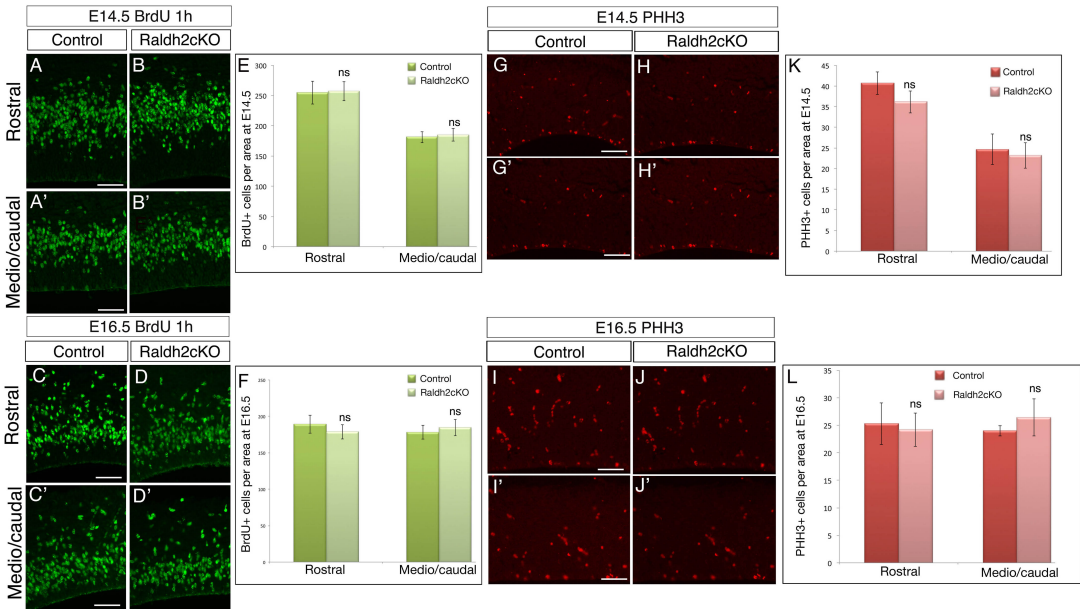 E14.5 BrdU 1h
Control
Raldh2cKO
Rostral
Medio/caudal
A
B
A'
B'
E
BrdU+ cells per area at E14.5
300
250
200
150
100
50
0
Control
Raldh2cKO
ns
ns
Rostral
Medio/caudal
E14.5 PHH3
Control
Raldh2cKO
G
H
G'
H'
K
PHH3+ cells per area at E14.5
45
40
35
30
25
20
15
10
5
0
Control
Raldh2cKO
ns
ns
Rostral
Medio/caudal
E16.5 BrdU 1h
Control
Raldh2cKO
Rostral
Medio/caudal
C
D
C'
D'
F
BrdU+ cells per area at E16.5
250
200
150
100
50
0
Control
Raldh2cKO
ns
ns
Rostral
Medio/caudal
E16.5 PHH3
Control
Raldh2cKO
I
J
I'
J'
L
PHH3+ cells per area at E16.5
35
30
25
20
15
10
5
0
Control
Raldh2cKO
ns
ns
Rostral
Medio/caudal